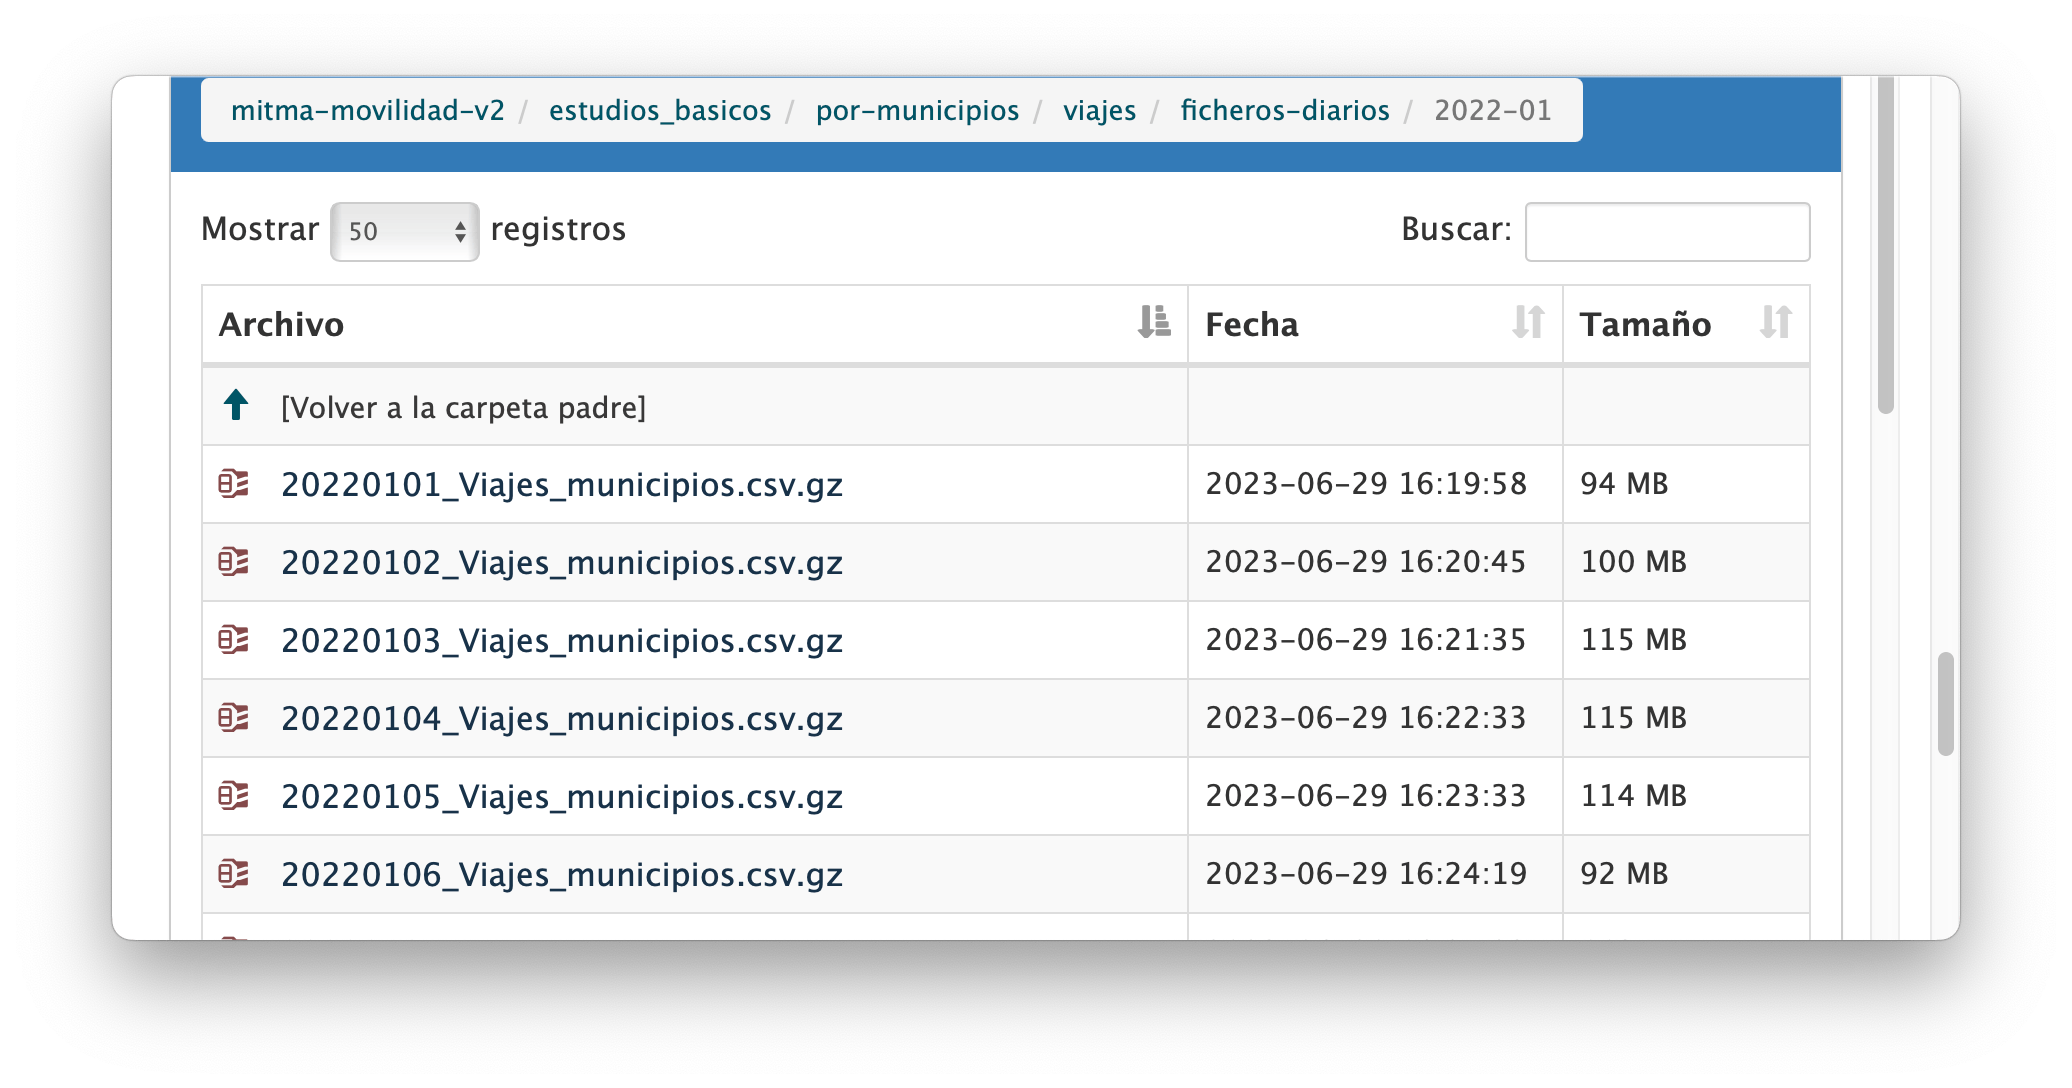 mitma-movilidad-v2 / estudios_basicos / por-municipios / viajes / ficheros-diarios / 2022-01
Mostrar 50 registros Buscar:
Archivo Fecha Tamaño
[Volver a la carpeta padre]
20220101_Viajes_municipios.csv.gz 2023-06-29 16:19:58 94 MB
20220102_Viajes_municipios.csv.gz 2023-06-29 16:20:45 100 MB
20220103_Viajes_municipios.csv.gz 2023-06-29 16:21:35 115 MB
20220104_Viajes_municipios.csv.gz 2023-06-29 16:22:33 115 MB
20220105_Viajes_municipios.csv.gz 2023-06-29 16:23:33 114 MB
20220106_Viajes_municipios.csv.gz 2023-06-29 16:24:19 92 MB